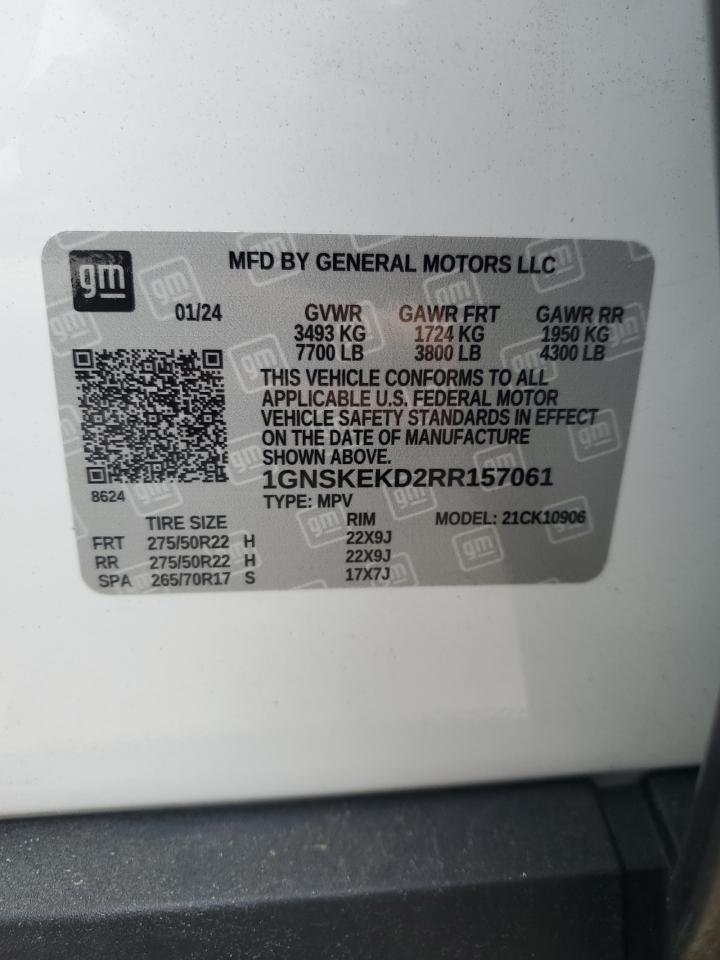 gm
MFD BY GENERAL MOTORS LLC
01/24 GVWR GAWR FRT GAWR RR
3493 KG 1724 KG 1950 KG
7700 LB 3800 LB 4300 LB
THIS VEHICLE CONFORMS TO ALL
APPLICABLE U.S. FEDERAL MOTOR
VEHICLE SAFETY STANDARDS IN EFFECT
ON THE DATE OF MANUFACTURE
SHOWN ABOVE.
8624
1GNSKEKD2RR157061
TYPE: MPV
TIRE SIZE RIM MODEL: 21CK10906
FRT 275/50R22 H 22X9J
RR 275/50R22 H 22X9J
SPA 265/70R17 S 17X7J